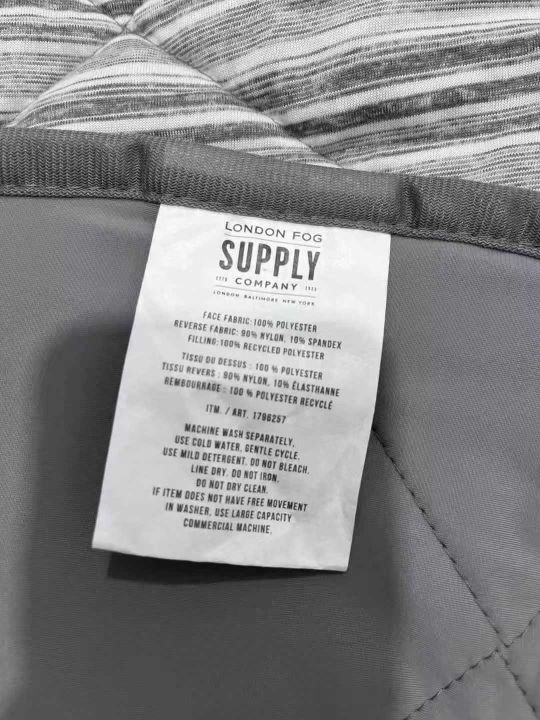 LONDON FOG
SUPPLY
ESTD COMPANY 1923
LONDON BALTIMORE NEW YORK
FACE FABRIC:100% POLYESTER
REVERSE FABRIC: 90% NYLON, 10% SPANDEX
FILLING:100% RECYCLED POLYESTER
TISSU DU DESSUS : 100 % POLYESTER
TISSU REVERS : 90% NYLON, 10% ÉLASTHANNE
REMBOURRAGE : 100 % POLYESTER RECYCLÉ
ITM. / ART. 1796257
MACHINE WASH SEPARATELY,
USE COLD WATER, GENTLE CYCLE.
USE MILD DETERGENT. DO NOT BLEACH.
LINE DRY. DO NOT IRON.
DO NOT DRY CLEAN.
IF ITEM DOES NOT HAVE FREE MOVEMENT
IN WASHER, USE LARGE CAPACITY
COMMERCIAL MACHINE.